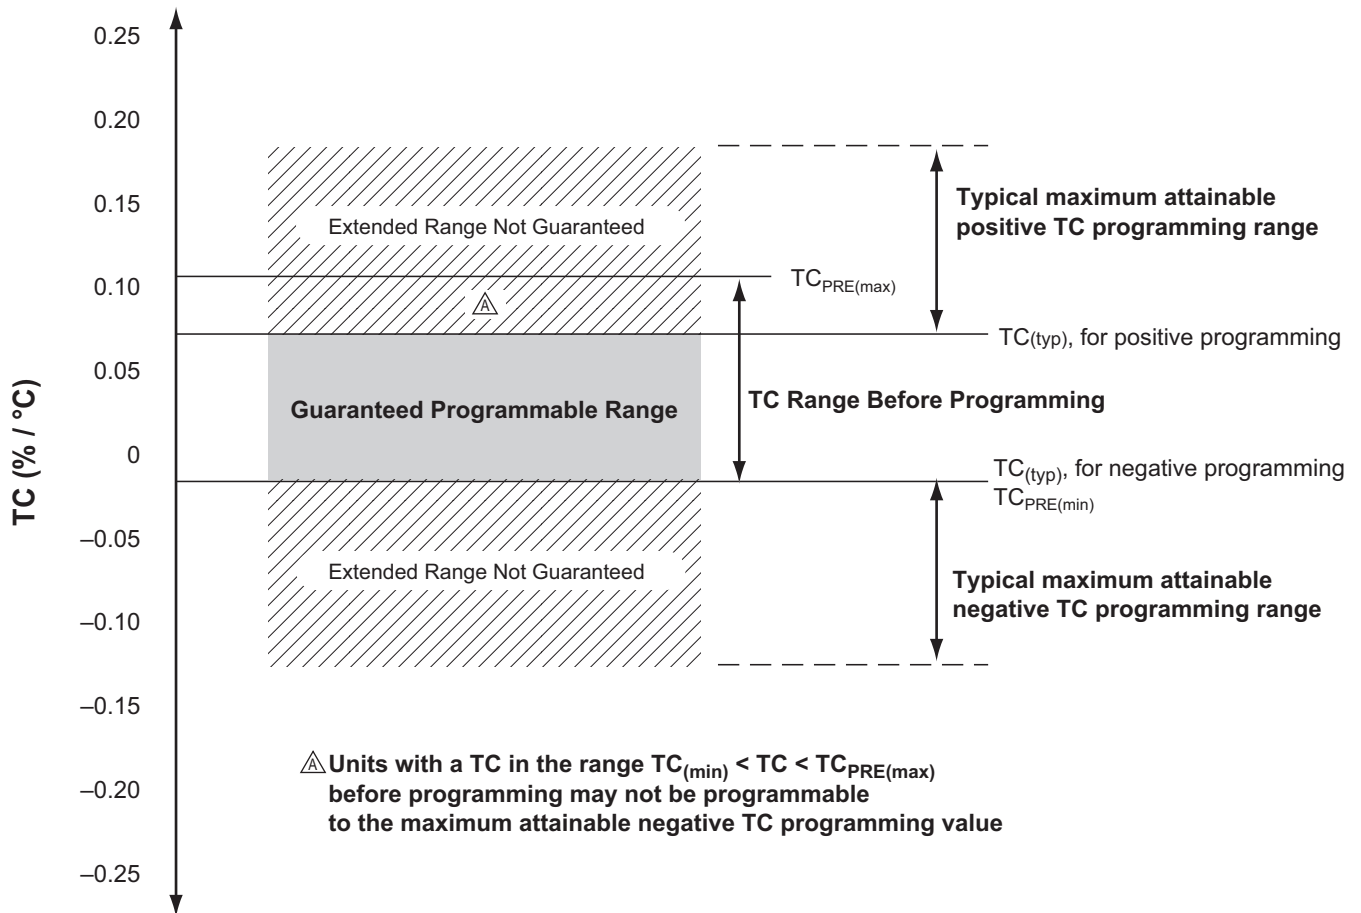 0.25
0.20
0.15
0.10
0.05
0
–0.05
–0.10
–0.15
–0.20
–0.25
TC (% / °C)
Extended Range Not Guaranteed
A
Guaranteed Programmable Range
Extended Range Not Guaranteed
Typical maximum attainable
positive TC programming range
TCPRE(max)
TC(typ), for positive programming
TC Range Before Programming
TC(typ), for negative programming
TCPRE(min)
Typical maximum attainable
negative TC programming range
A Units with a TC in the range TC(min) < TC < TCPRE(max)
before programming may not be programmable
to the maximum attainable negative TC programming value